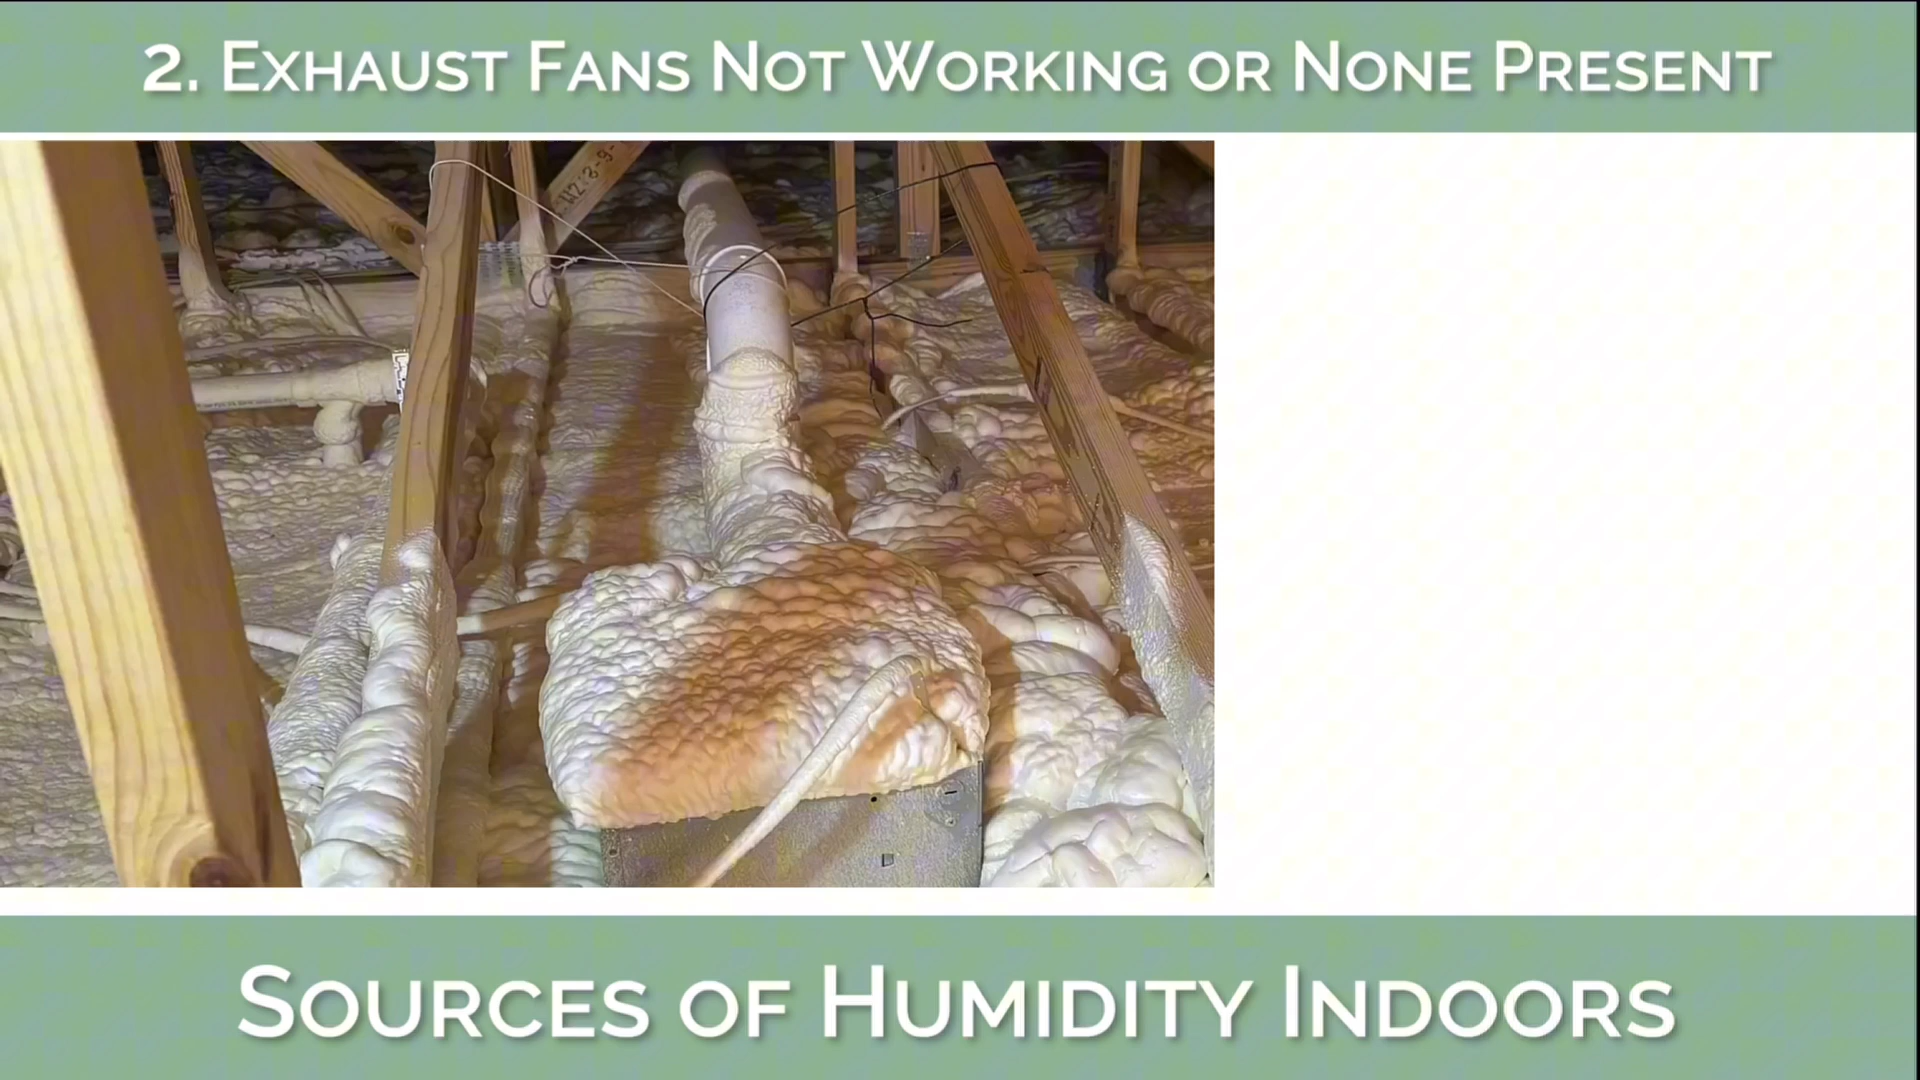 2. Exhaust Fans Not Working or None Present
Sources of Humidity Indoors